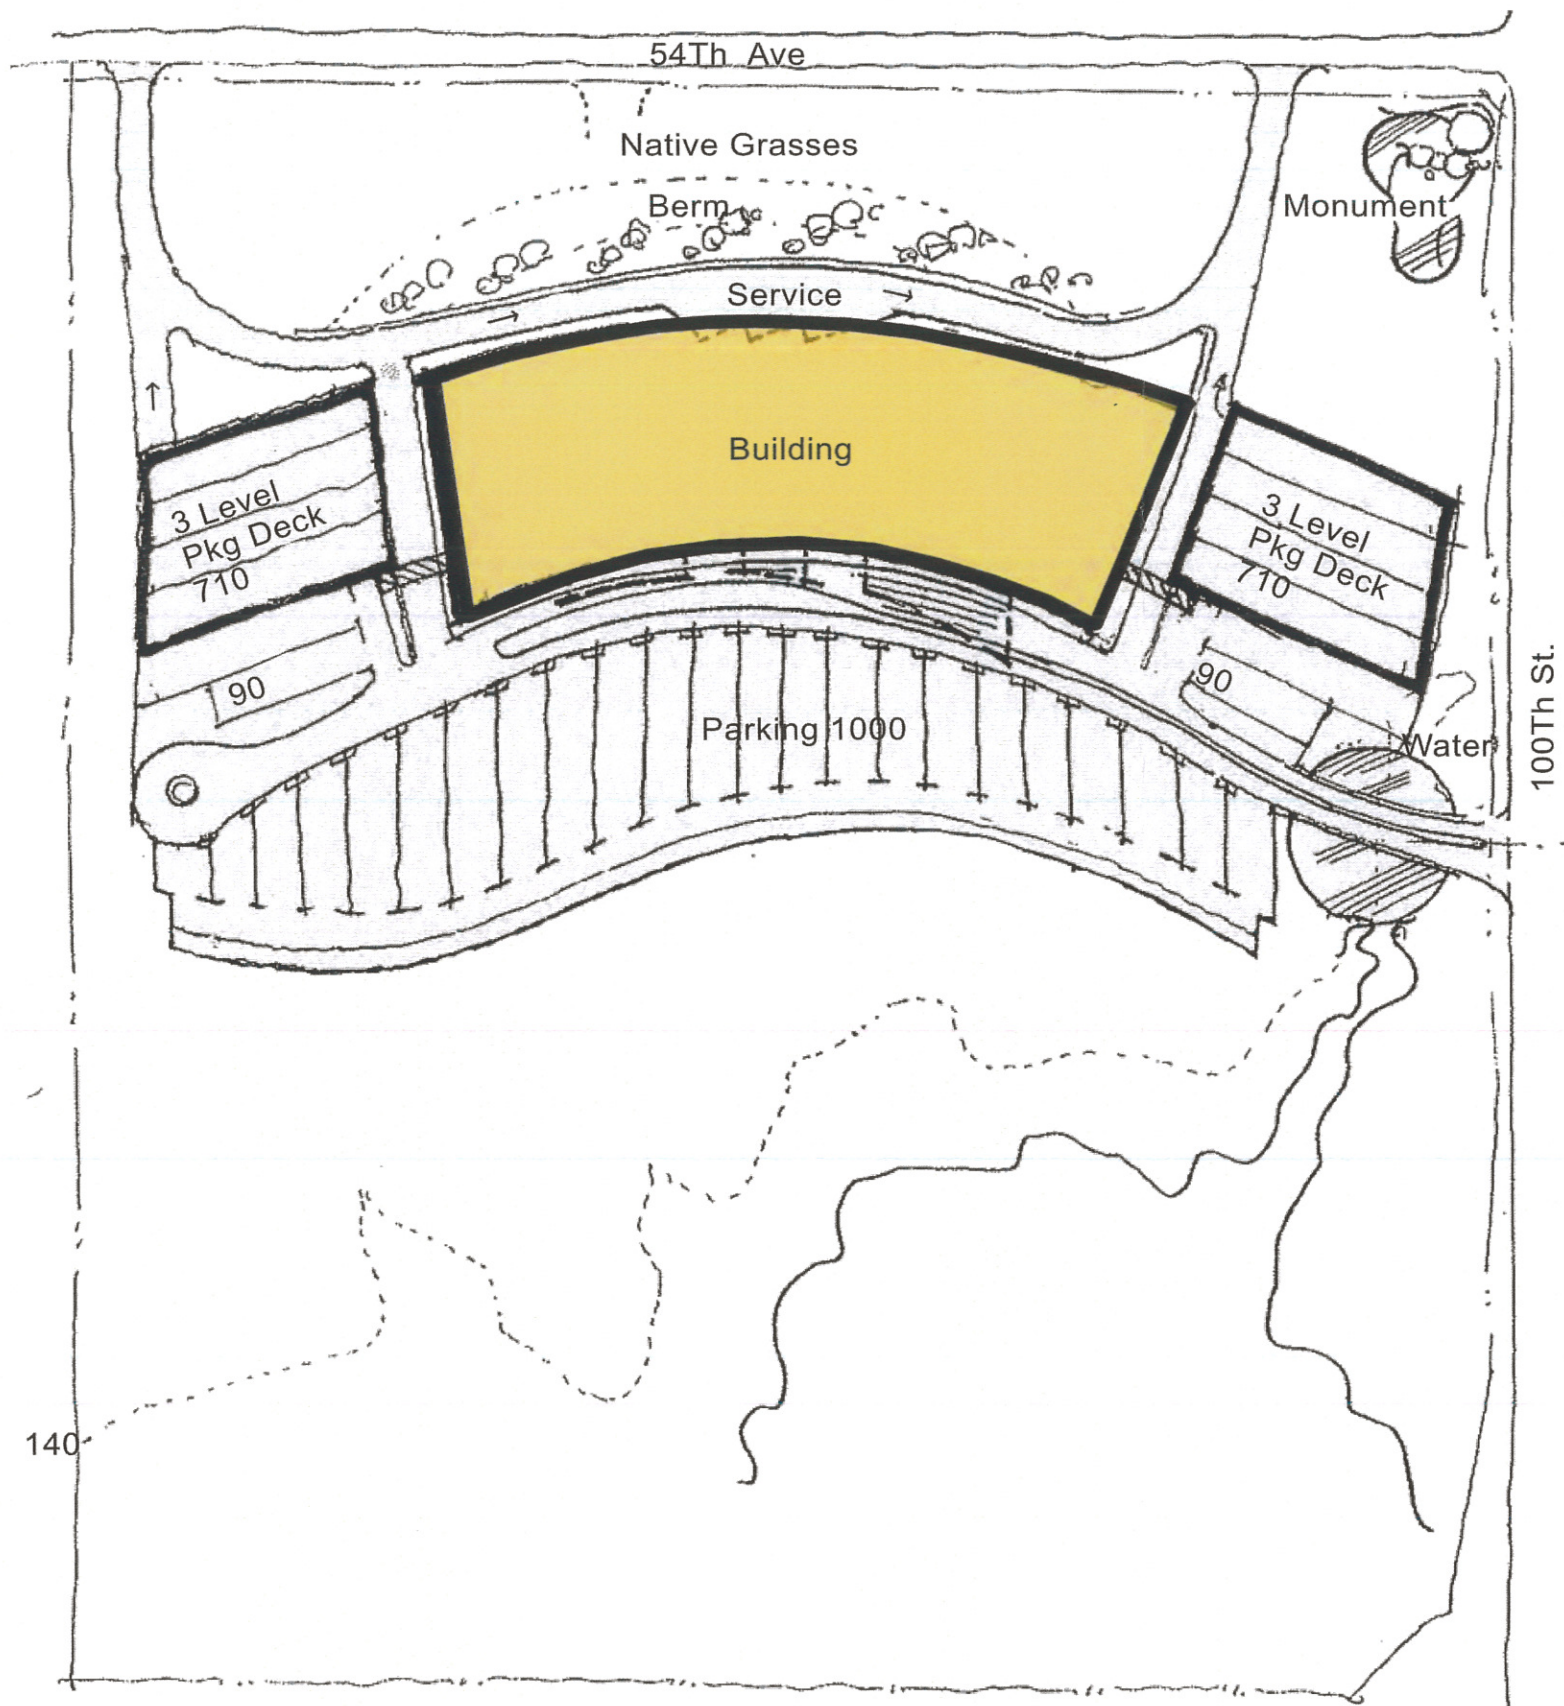 54Th Ave
Native Grasses
Berm
Monument
Service
Building
3 Level
Pkg Deck
710
3 Level
Pkg Deck
710
90
90
Parking 1000
Water
100Th St.
140